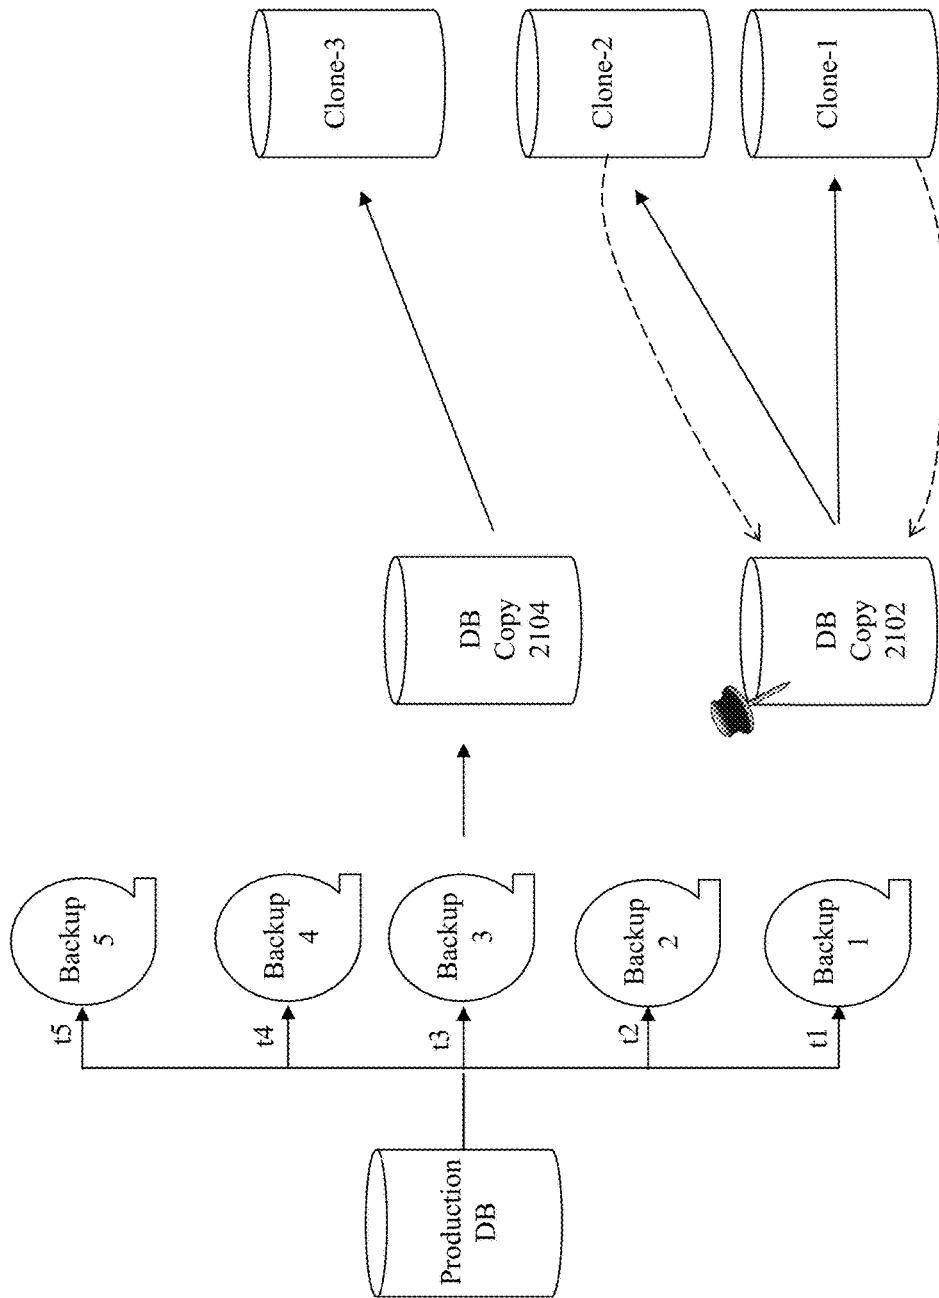 Production
DB
t1
t2
t3
t4
t5
Backup
1
Backup
2
Backup
3
Backup
4
Backup
5
DB
Copy
2102
DB
Copy
2104
Clone-1
Clone-2
Clone-3